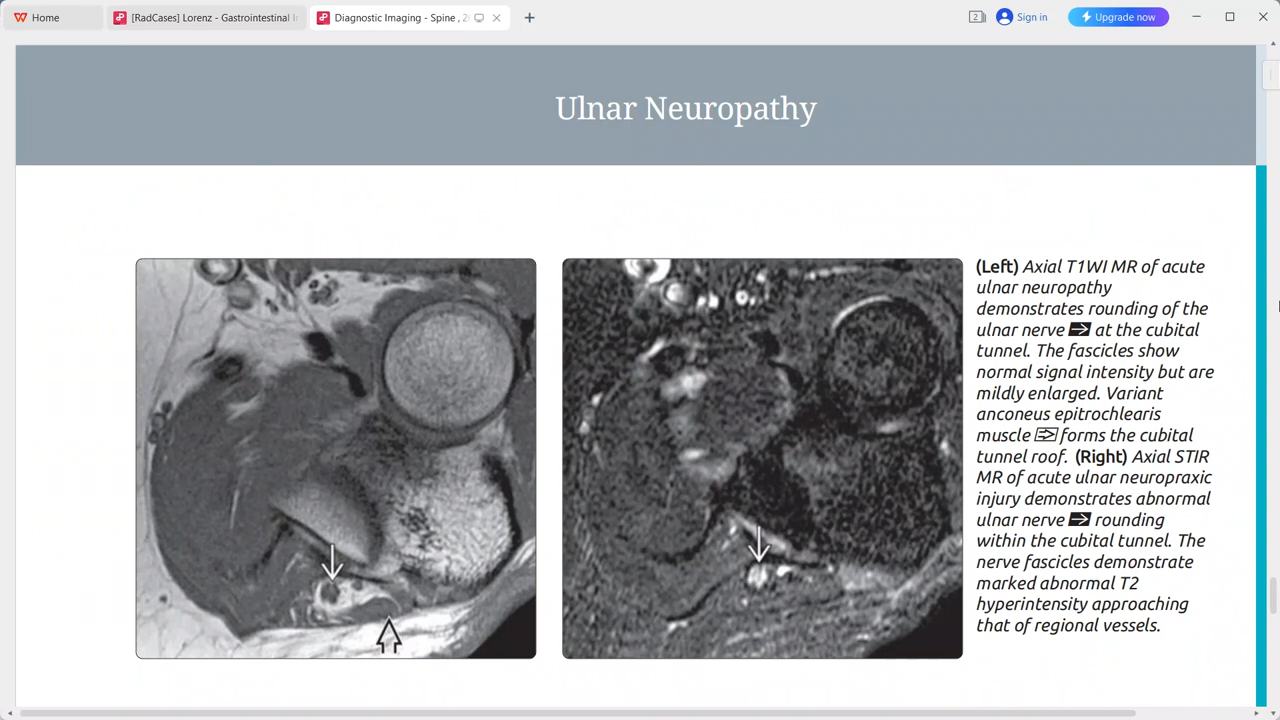 Home
[RadCases] Lorenz - Gastrointestinal I
Diagnostic Imaging - Spine , 2
2
Sign in
Upgrade now
Ulnar Neuropathy
(Left) Axial T1WI MR of acute
ulnar neuropathy
demonstrates rounding of the
ulnar nerve at the cubital
tunnel. The fascicles show
normal signal intensity but are
mildly enlarged. Variant
anconeus epitrochlearis
muscle forms the cubital
tunnel roof. (Right) Axial STIR
MR of acute ulnar neuropraxic
injury demonstrates abnormal
ulnar nerve rounding
within the cubital tunnel. The
nerve fascicles demonstrate
marked abnormal T2
hyperintensity approaching
that of regional vessels.